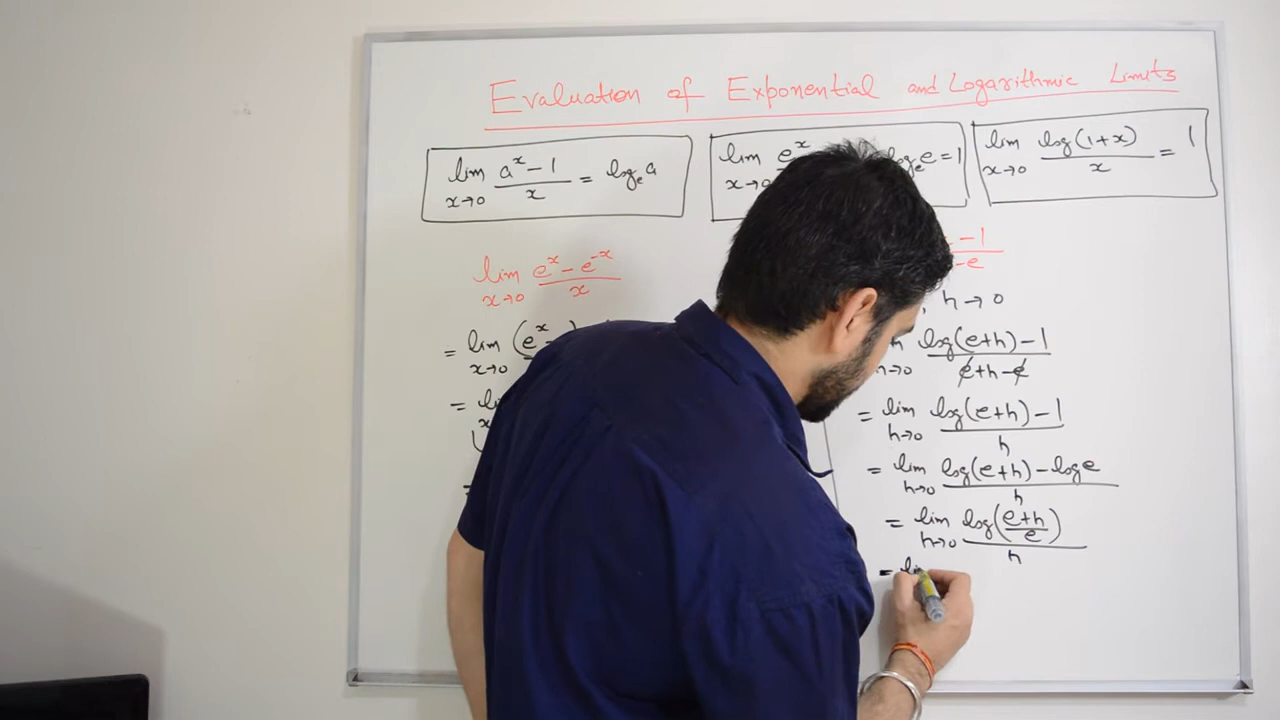 Evaluation of Exponential and Logarithmic Limits
lim x→0 (a^x − 1)/x = log_e a
lim x→0 e^x log_e e = 1
lim x→0 log(1+x)/x = 1
lim x→0 (e^x − e^-x)/x
= lim x→0 (e^x −
= li
=
−1
−e
, h→0
h→0 (log(e+h) − 1)/(e+h−e)
= lim h→0 (log(e+h) − 1)/h
= lim h→0 (log(e+h) − log e)/h
= lim h→0 log((e+h)/e)/h
= li